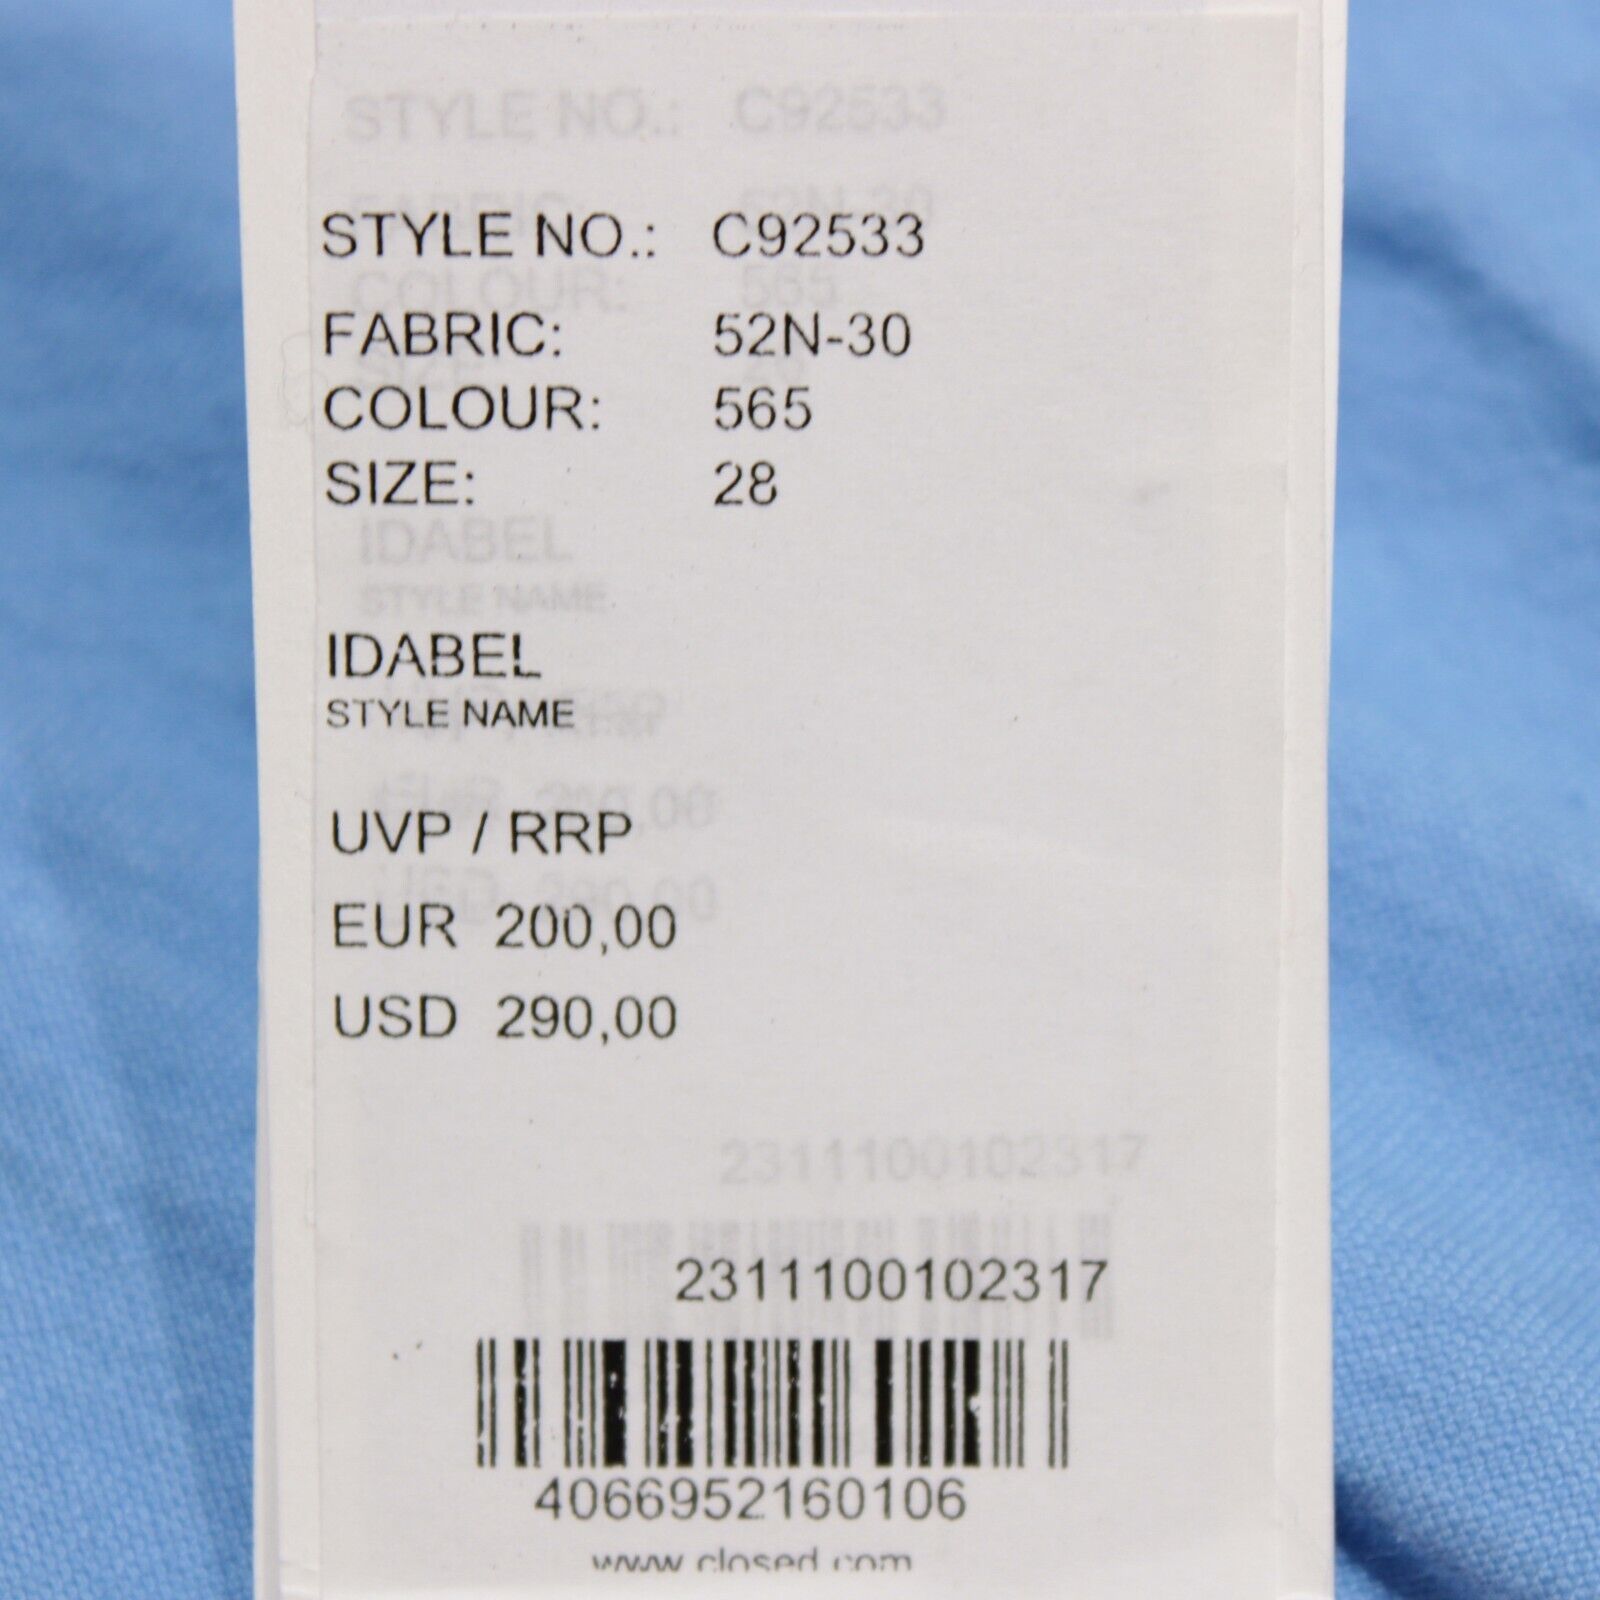 STYLE NO.: C92533
FABRIC: 52N-30
COLOUR: 565
SIZE: 28
IDABEL
STYLE NAME
UVP / RRP
EUR 200,00
USD 290,00
2311100102317
4066952160106
www.closed.com